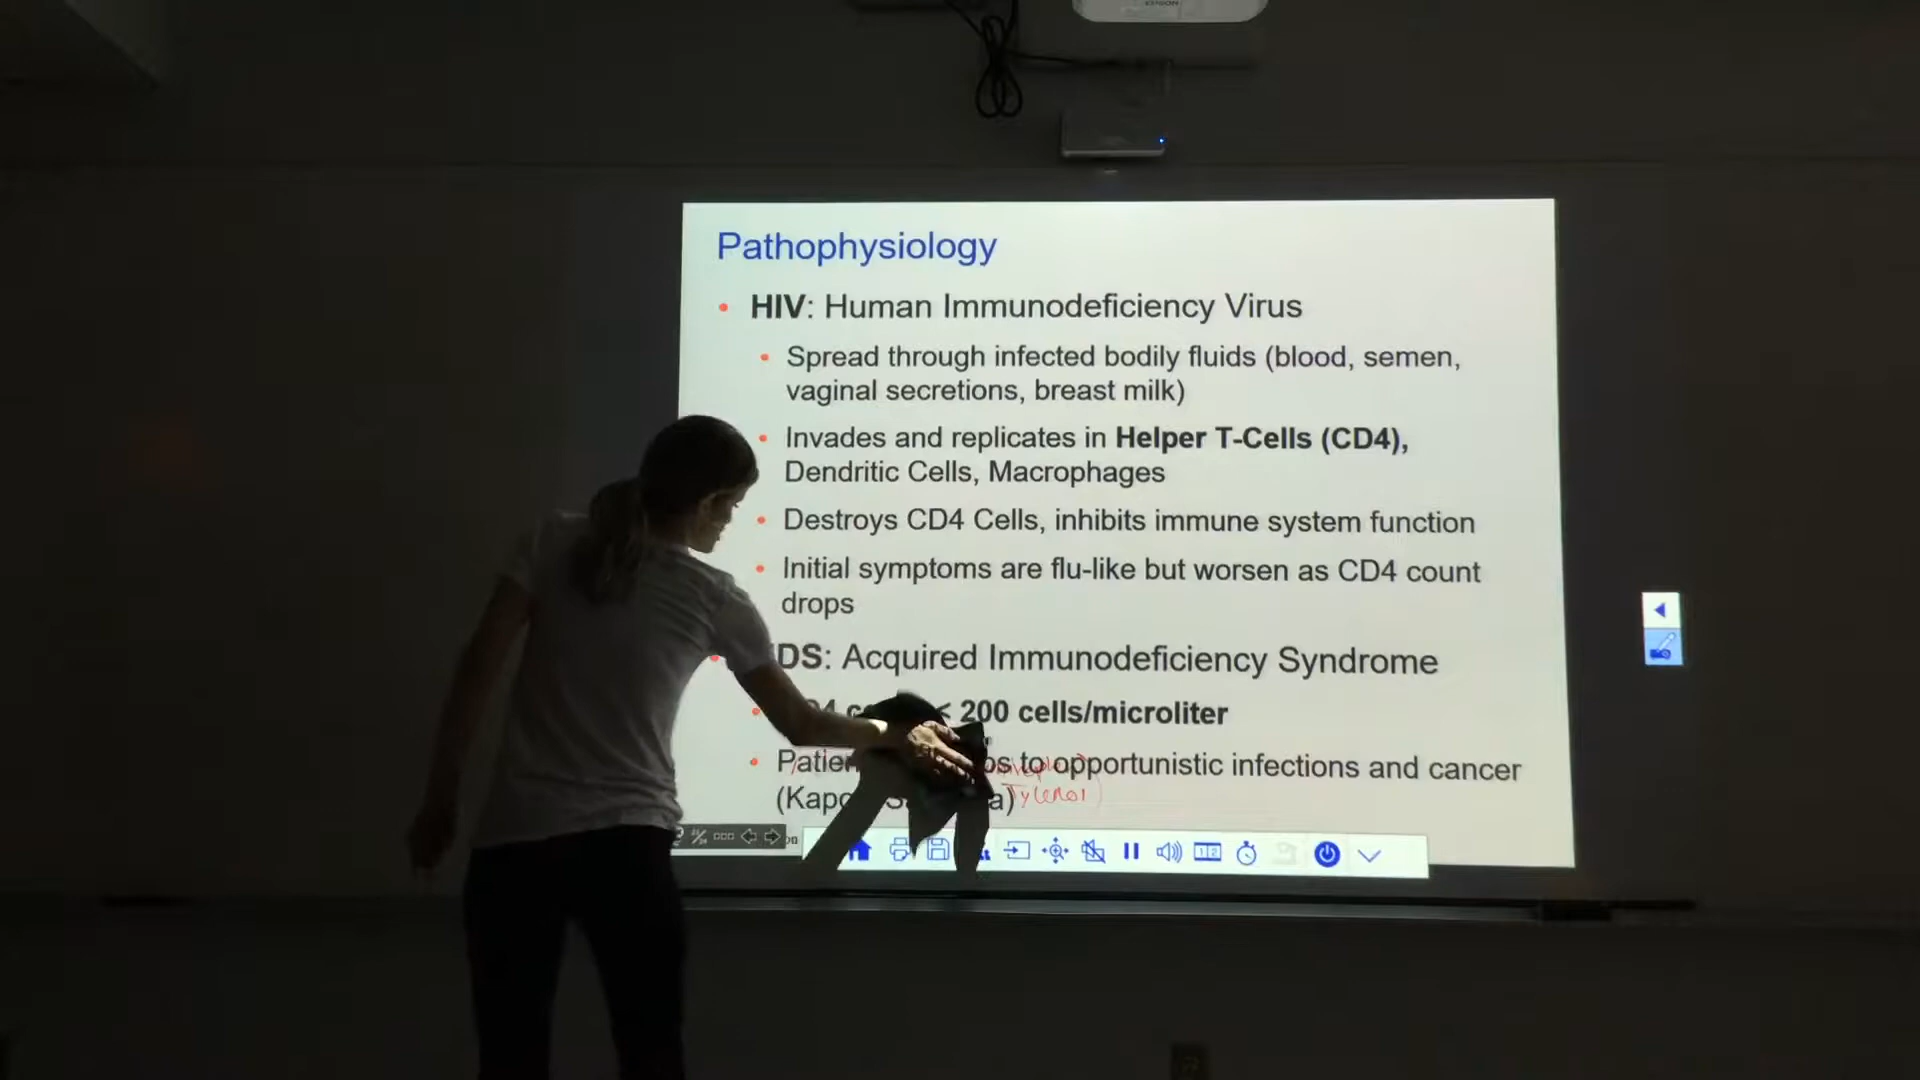 EPSON
Pathophysiology
• HIV: Human Immunodeficiency Virus
• Spread through infected bodily fluids (blood, semen,
vaginal secretions, breast milk)
• Invades and replicates in Helper T-Cells (CD4),
Dendritic Cells, Macrophages
• Destroys CD4 Cells, inhibits immune system function
• Initial symptoms are flu-like but worsen as CD4 count
drops
DS: Acquired Immunodeficiency Syndrome
• < 200 cells/microliter
• to opportunistic infections and cancer
Tylenol